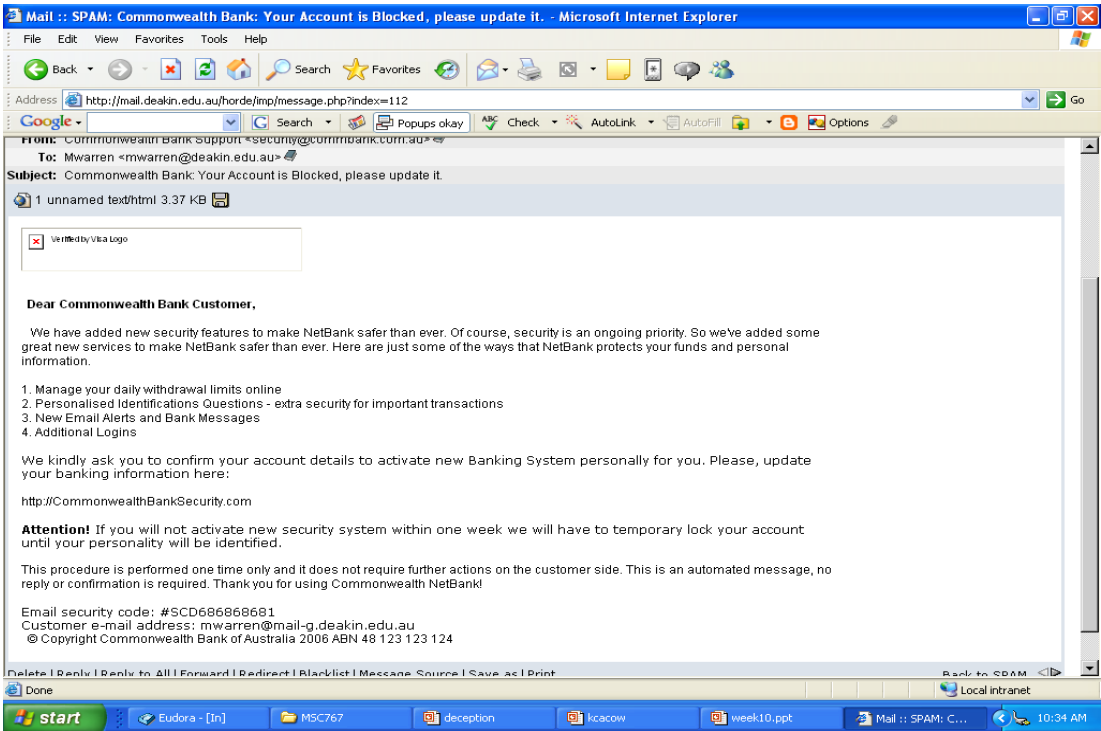 Mail :: SPAM: Commonwealth Bank: Your Account is Blocked, please update it. - Microsoft Internet Explorer
File Edit View Favorites Tools Help
Back Search Favorites
Address http://mail.deakin.edu.au/horde/imp/message.php?index=112 Go
Google Search Popups okay ABC Check AutoLink AutoFill Options
From: Commonwealth Bank Support <security@commbank.com.au>
To: Mwarren <mwarren@deakin.edu.au>
Subject: Commonwealth Bank: Your Account is Blocked, please update it.
1 unnamed text/html 3.37 KB
Verified by Visa Logo
Dear Commonwealth Bank Customer,
We have added new security features to make NetBank safer than ever. Of course, security is an ongoing priority. So we've added some
great new services to make NetBank safer than ever. Here are just some of the ways that NetBank protects your funds and personal
information.
1. Manage your daily withdrawal limits online
2. Personalised Identifications Questions - extra security for important transactions
3. New Email Alerts and Bank Messages
4. Additional Logins
We kindly ask you to confirm your account details to activate new Banking System personally for you. Please, update
your banking information here:
http://CommonwealthBankSecurity.com
Attention! If you will not activate new security system within one week we will have to temporary lock your account
until your personality will be identified.
This procedure is performed one time only and it does not require further actions on the customer side. This is an automated message, no
reply or confirmation is required. Thank you for using Commonwealth NetBank!
Email security code: #SCD686868681
Customer e-mail address: mwarren@mail-g.deakin.edu.au
© Copyright Commonwealth Bank of Australia 2006 ABN 48 123 123 124
Delete | Reply | Reply to All | Forward | Redirect | Blacklist | Message Source | Save as | Print Back to SPAM
Done Local intranet
start Eudora - [In] MSC767 deception kcacow week10.ppt Mail :: SPAM: C... 10:34 AM